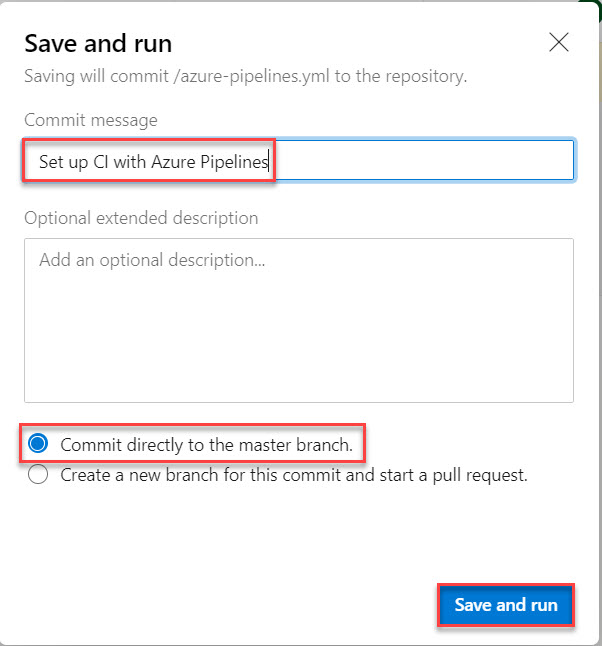 Save and run
Saving will commit /azure-pipelines.yml to the repository.
Commit message
Set up CI with Azure Pipelines
Optional extended description
Add an optional description...
Commit directly to the master branch.
Create a new branch for this commit and start a pull request.
Save and run